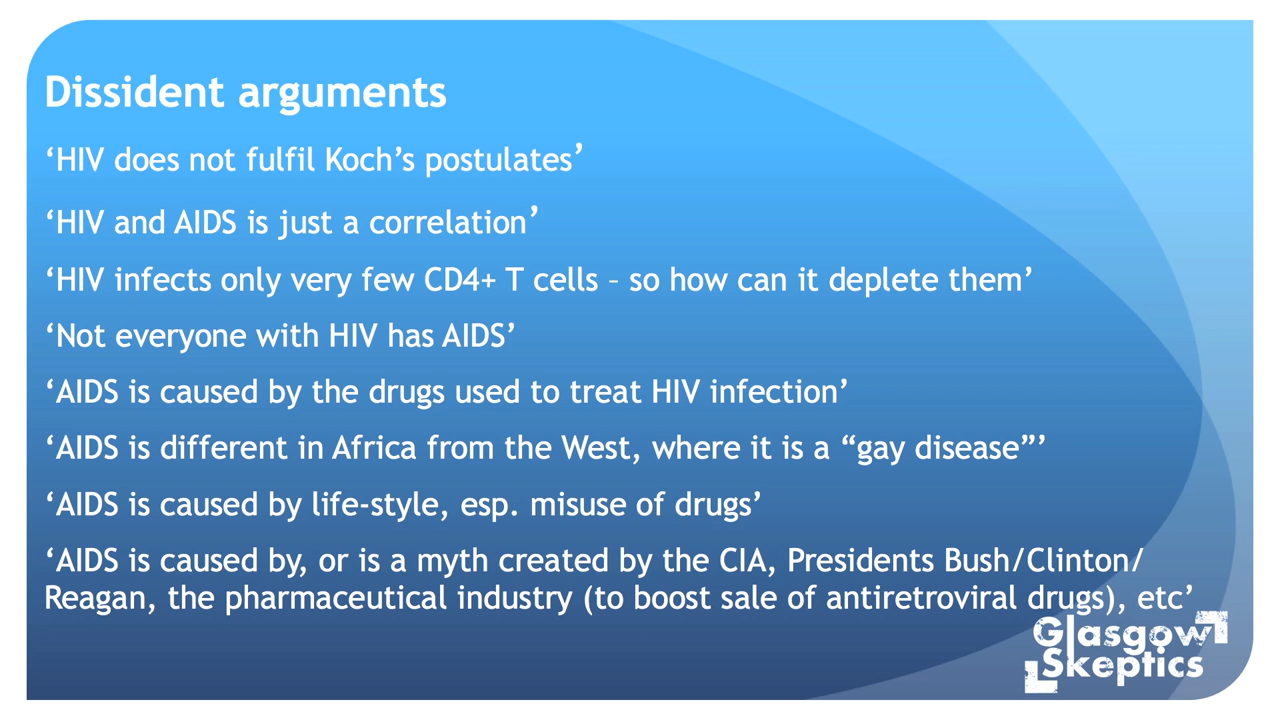 Dissident arguments
‘HIV does not fulfil Koch’s postulates’
‘HIV and AIDS is just a correlation’
‘HIV infects only very few CD4+ T cells – so how can it deplete them’
‘Not everyone with HIV has AIDS’
‘AIDS is caused by the drugs used to treat HIV infection’
‘AIDS is different in Africa from the West, where it is a “gay disease”’
‘AIDS is caused by life-style, esp. misuse of drugs’
‘AIDS is caused by, or is a myth created by the CIA, Presidents Bush/Clinton/
Reagan, the pharmaceutical industry (to boost sale of antiretroviral drugs), etc’
Glasgow
Skeptics